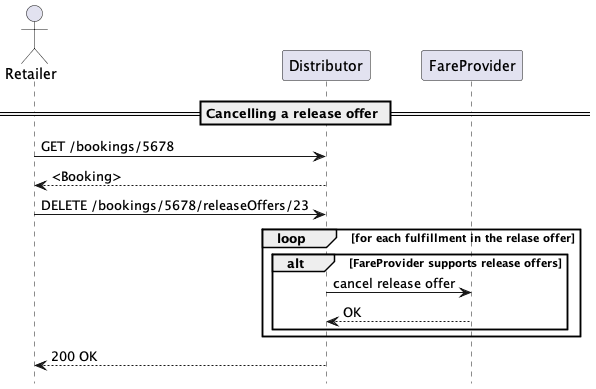 Retailer
Distributor
FareProvider
Cancelling a release offer
GET /bookings/5678
<Booking>
DELETE /bookings/5678/releaseOffers/23
loop [for each fulfillment in the relase offer]
alt [FareProvider supports release offers]
cancel release offer
OK
200 OK